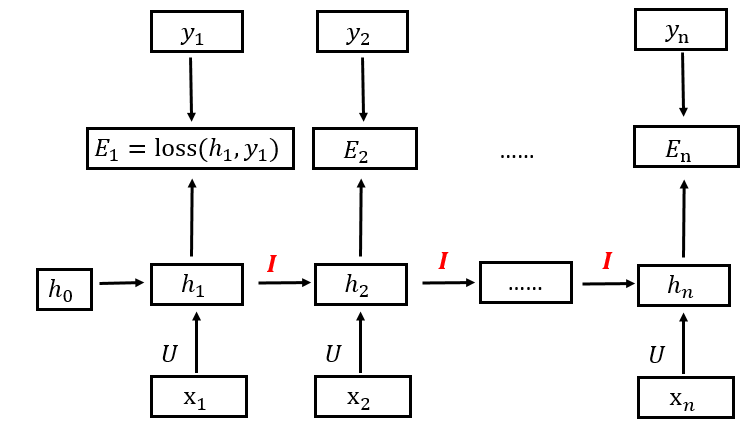 y₁ y₂ yₙ
E₁ = loss(h₁, y₁) E₂ …… Eₙ
I I I
h₀ h₁ h₂ …… hₙ
U U U
x₁ x₂ xₙ